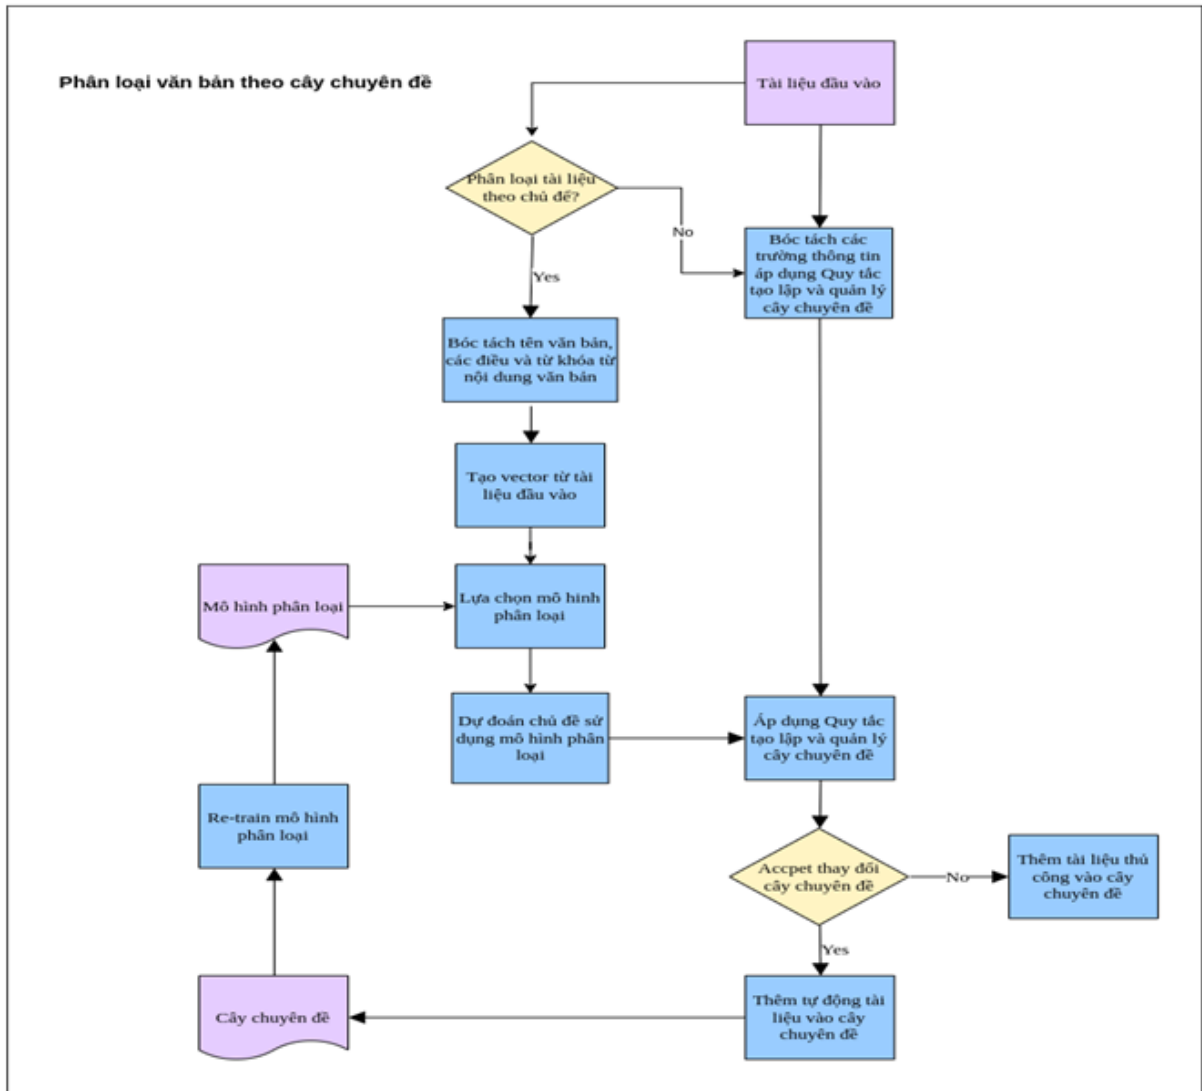 Phân loại văn bản theo cây chuyên đề
Tài liệu đầu vào
Phân loại tài liệu
theo chủ đề?
No
Yes
Bóc tách các
trường thông tin
áp dụng Quy tắc
tạo lập và quản lý
cây chuyên đề
Bóc tách tên văn bản,
các điều và từ khóa từ
nội dung văn bản
Tạo vector từ tài
liệu đầu vào
Mô hình phân loại
Lựa chọn mô hình
phân loại
Dự đoán chủ đề sử
dụng mô hình phân
loại
Áp dụng Quy tắc
tạo lập và quản lý
cây chuyên đề
Re-train mô hình
phân loại
Accpet thay đổi
cây chuyên đề
No
Thêm tài liệu thủ
công vào cây
chuyên đề
Yes
Cây chuyên đề
Thêm tự động tài
liệu vào cây
chuyên đề